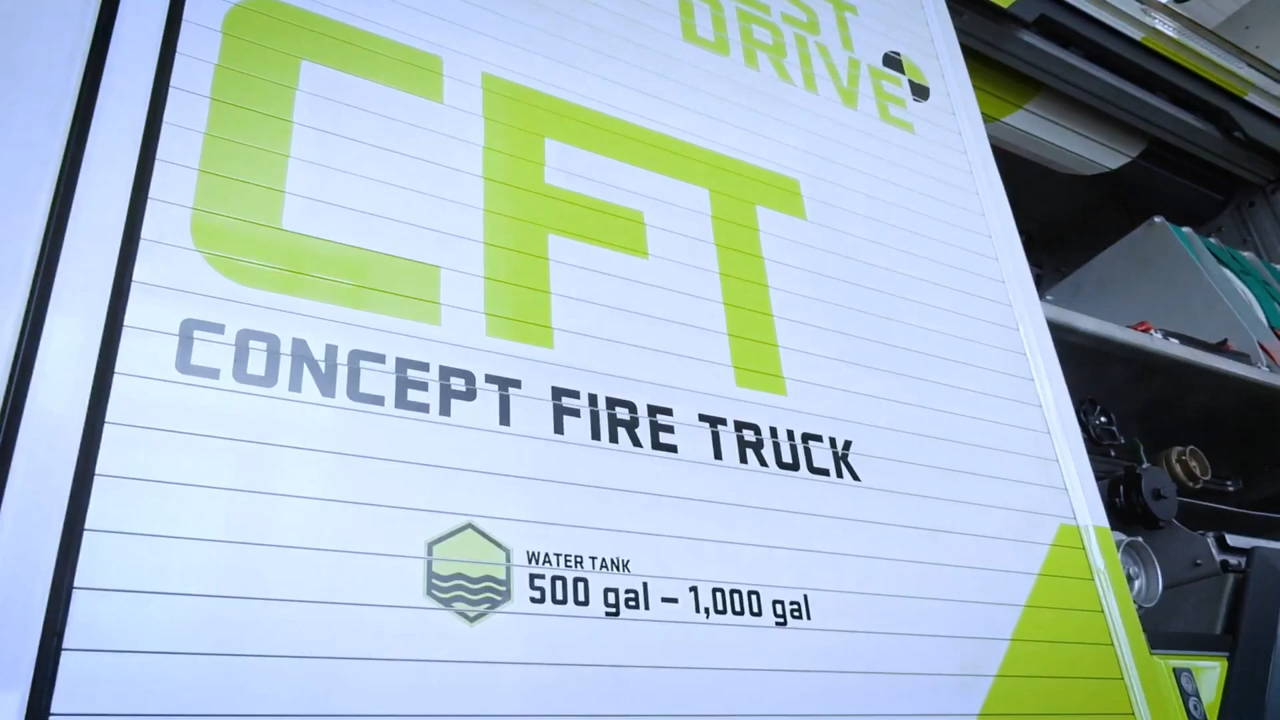 DRIVE
CFT
CONCEPT FIRE TRUCK
WATER TANK
500 gal – 1,000 gal